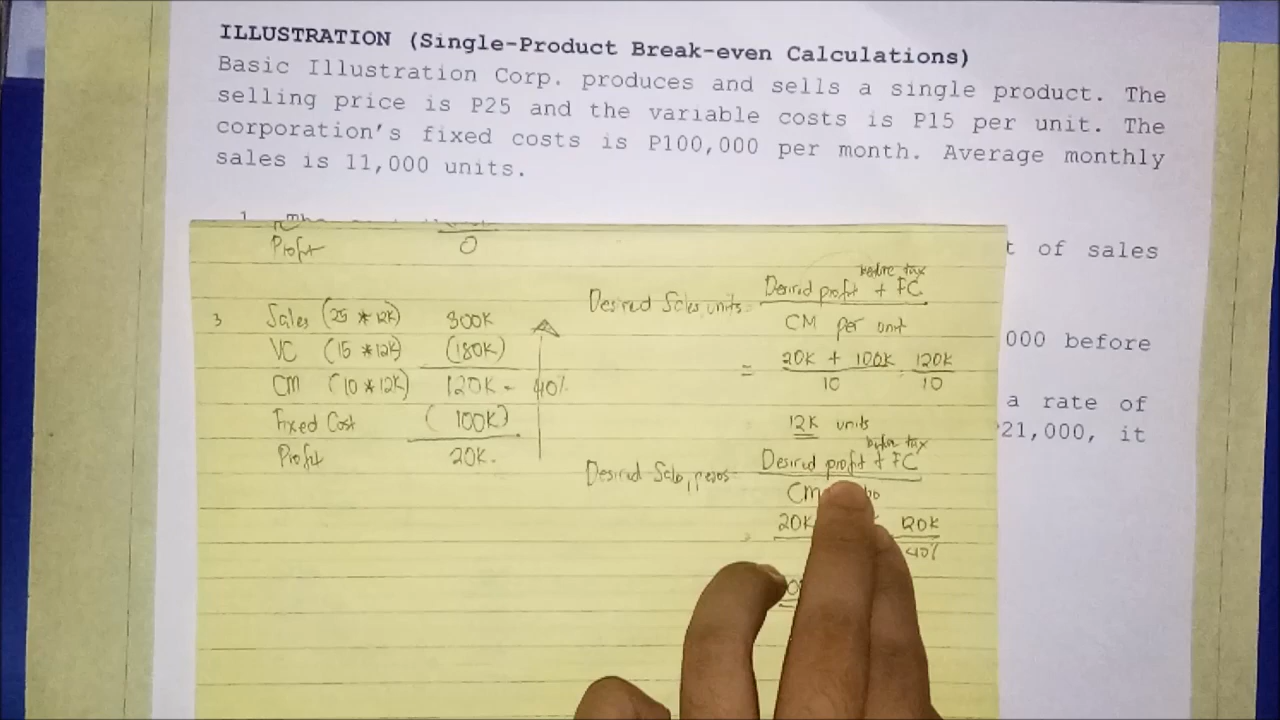 ILLUSTRATION (Single-Product Break-even Calculations)
Basic Illustration Corp. produces and sells a single product. The
selling price is P25 and the variable costs is P15 per unit. The
corporation's fixed costs is P100,000 per month. Average monthly
sales is 11,000 units.
1
t of sales
000 before
a rate of
21,000, it
Profit 0
3 Sales (25 * 12K) 300K
VC (15 * 12K) (180K)
CM (10 * 12K) 120K - 40%
Fixed Cost (100K)
Profit 20K.
before tax
Desired Sales, units = Desired profit + FC
CM per unit
= 20K + 100K 120K
10 10
12K units
before tax
Desired Sales, pesos = Desired profit + FC
CM
20K 120K
40%